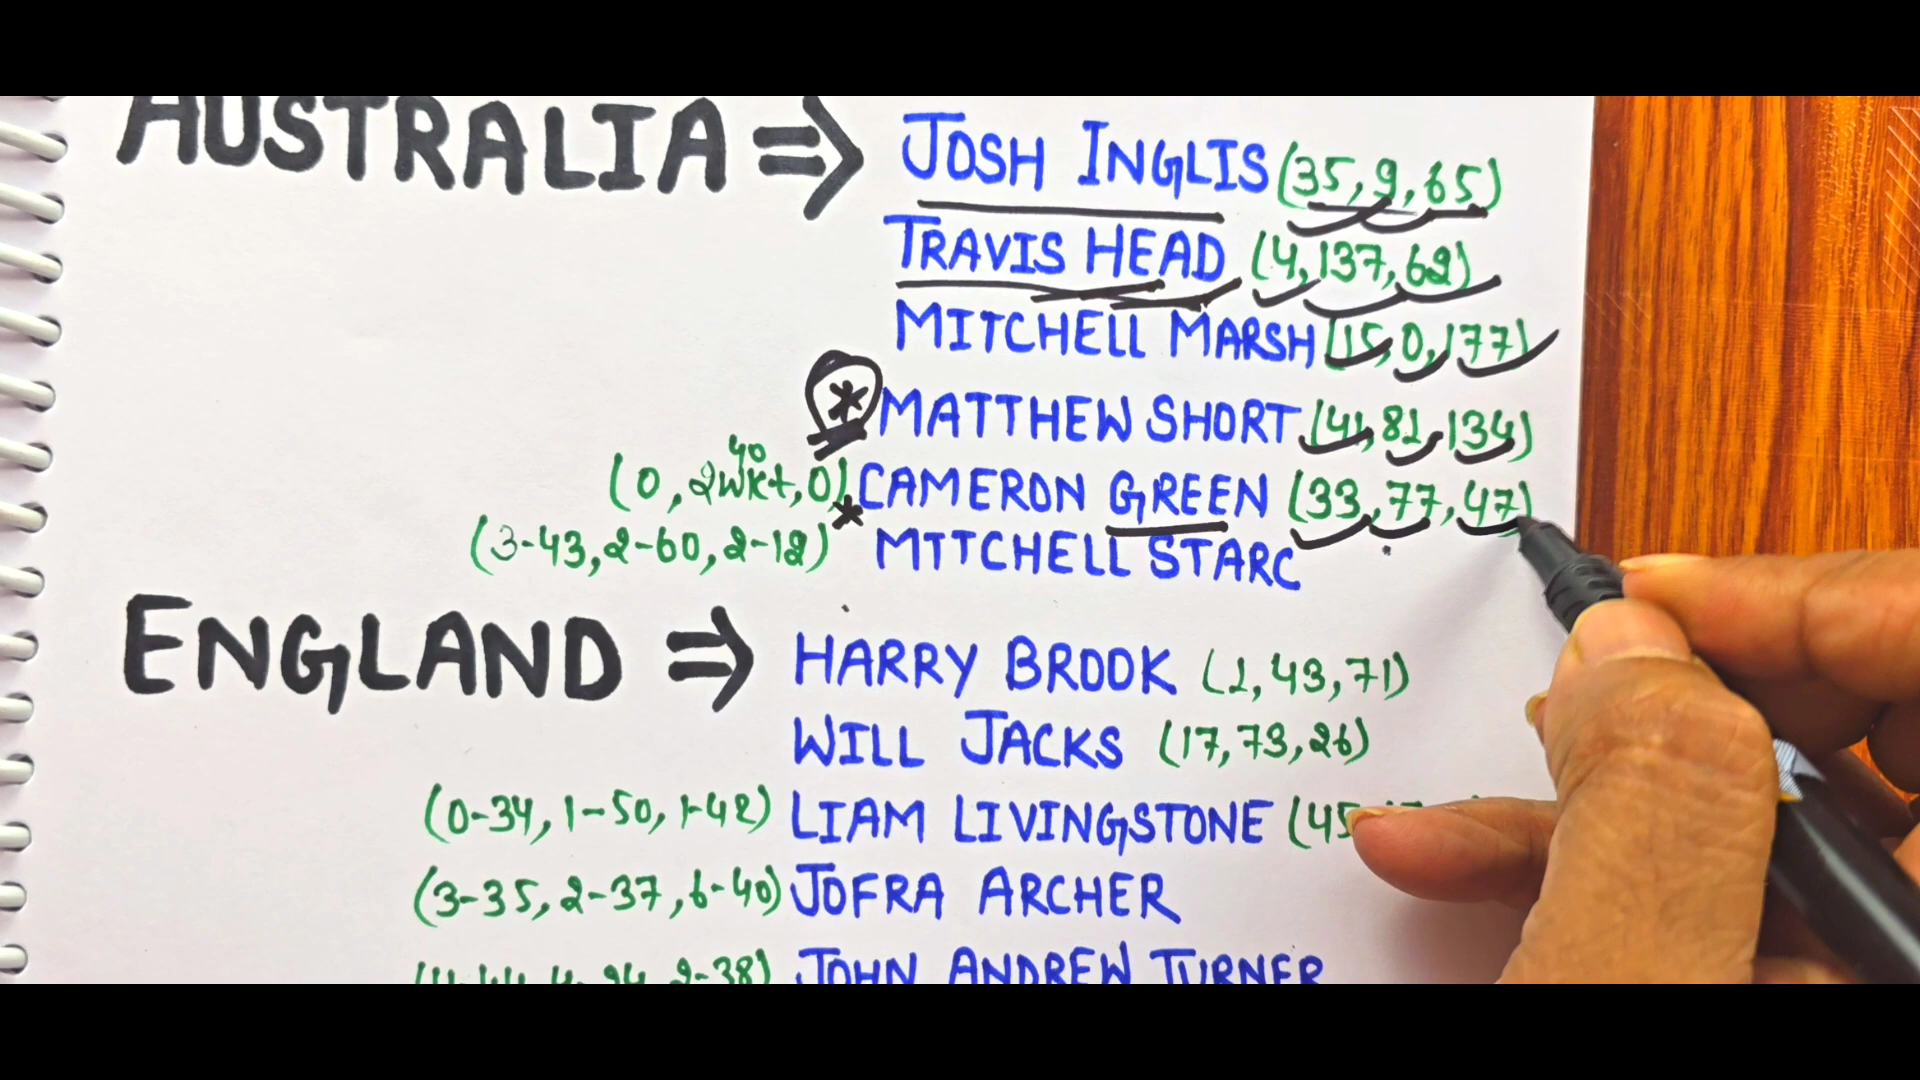 AUSTRALIA ⇒ JOSH INGLIS (35, 9, 65)
TRAVIS HEAD (4, 137, 62)
MITCHELL MARSH (15, 0, 177)
* MATTHEW SHORT (41, 81, 134)
40
(0, 2wkt, 0) CAMERON GREEN (33, 77, 47)
(3-43, 2-60, 2-12) * MITCHELL STARC
ENGLAND ⇒ HARRY BROOK (1, 43, 71)
WILL JACKS (17, 73, 26)
(0-34, 1-50, 1-42) LIAM LIVINGSTONE (45
(3-35, 2-37, 6-40) JOFRA ARCHER
JOHN ANDREW TURNER